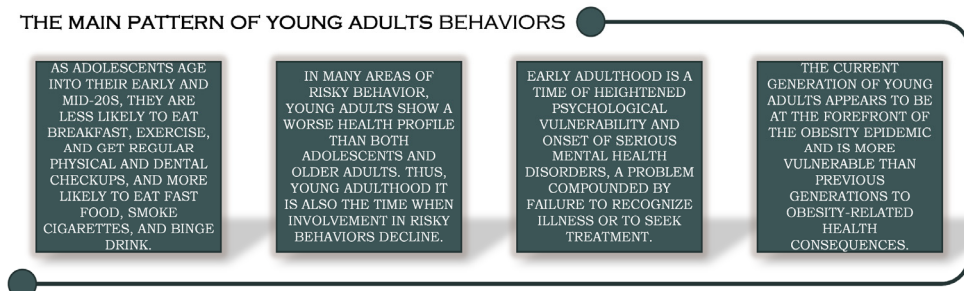 THE MAIN PATTERN OF YOUNG ADULTS BEHAVIORS
AS ADOLESCENTS AGE
INTO THEIR EARLY AND
MID-20S, THEY ARE
LESS LIKELY TO EAT
BREAKFAST, EXERCISE,
AND GET REGULAR
PHYSICAL AND DENTAL
CHECKUPS, AND MORE
LIKELY TO EAT FAST
FOOD, SMOKE
CIGARETTES, AND BINGE
DRINK.
IN MANY AREAS OF
RISKY BEHAVIOR,
YOUNG ADULTS SHOW A
WORSE HEALTH PROFILE
THAN BOTH
ADOLESCENTS AND
OLDER ADULTS. THUS,
YOUNG ADULTHOOD IT
IS ALSO THE TIME WHEN
INVOLVEMENT IN RISKY
BEHAVIORS DECLINE.
EARLY ADULTHOOD IS A
TIME OF HEIGHTENED
PSYCHOLOGICAL
VULNERABILITY AND
ONSET OF SERIOUS
MENTAL HEALTH
DISORDERS, A PROBLEM
COMPOUNDED BY
FAILURE TO RECOGNIZE
ILLNESS OR TO SEEK
TREATMENT.
THE CURRENT
GENERATION OF YOUNG
ADULTS APPEARS TO BE
AT THE FOREFRONT OF
THE OBESITY EPIDEMIC
AND IS MORE
VULNERABLE THAN
PREVIOUS
GENERATIONS TO
OBESITY-RELATED
HEALTH
CONSEQUENCES.